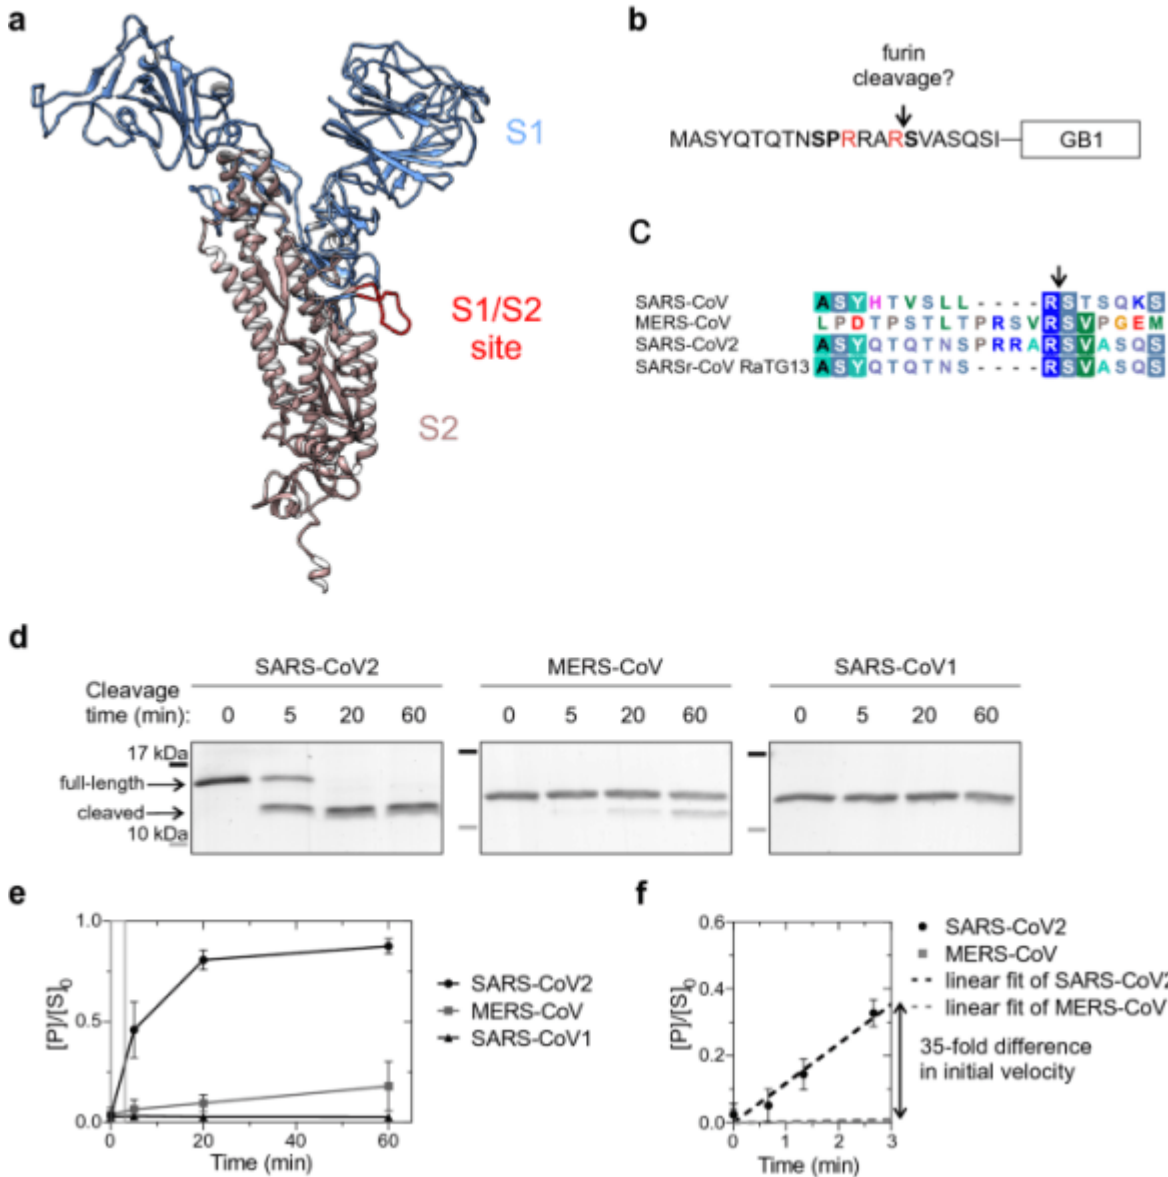 a
S1
S1/S2
site
S2
b
furin
cleavage?
MASYQTQTNSPRRARSVASQSI
GB1
C
SARS-CoV ASYHTVSLL----RSTSQKS
MERS-CoV LPDTPSTLTPRSVRSVPGEM
SARS-CoV2 ASYQTQTNSPRRARSVASQS
SARSr-CoV RaTG13 ASYQTQTNS----RSVASQS
d
SARS-CoV2 MERS-CoV SARS-CoV1
Cleavage
time (min): 0 5 20 60 0 5 20 60 0 5 20 60
17 kDa
full-length
cleaved
10 kDa
e
[P]/[S]0
1.0
0.5
0.0
0 20 40 60
Time (min)
SARS-CoV2
MERS-CoV
SARS-CoV1
f
[P]/[S]0
0.6
0.4
0.2
0.0
0 1 2 3
Time (min)
SARS-CoV2
MERS-CoV
linear fit of SARS-CoV2
linear fit of MERS-CoV
35-fold difference
in initial velocity